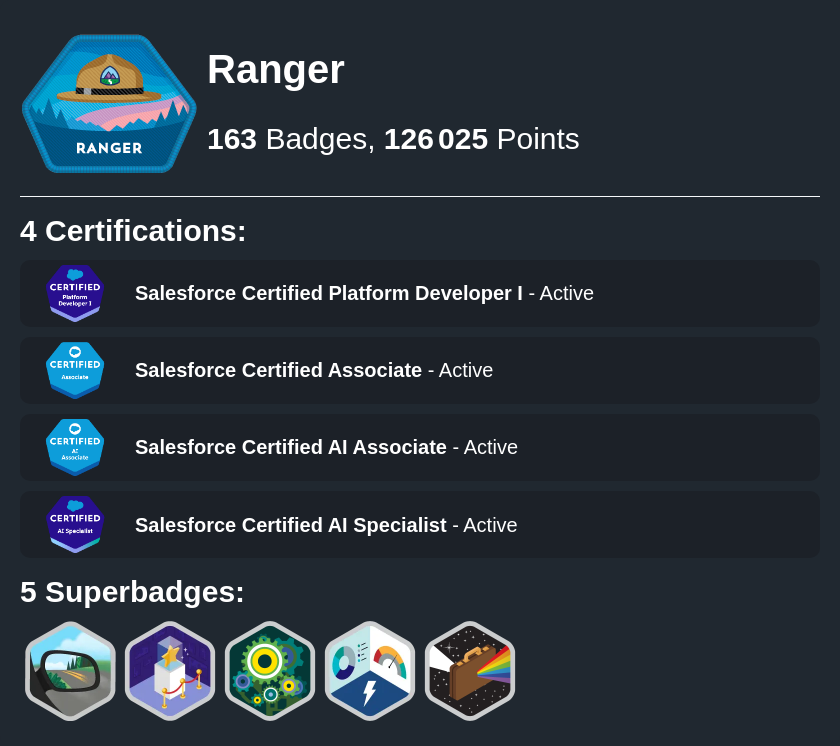 RANGER
Ranger
163 Badges, 126 025 Points
4 Certifications:
CERTIFIED
Platform
Developer I
Salesforce Certified Platform Developer I - Active
CERTIFIED
Associate
Salesforce Certified Associate - Active
CERTIFIED
AI
Associate
Salesforce Certified AI Associate - Active
CERTIFIED
AI Specialist
Salesforce Certified AI Specialist - Active
5 Superbadges: